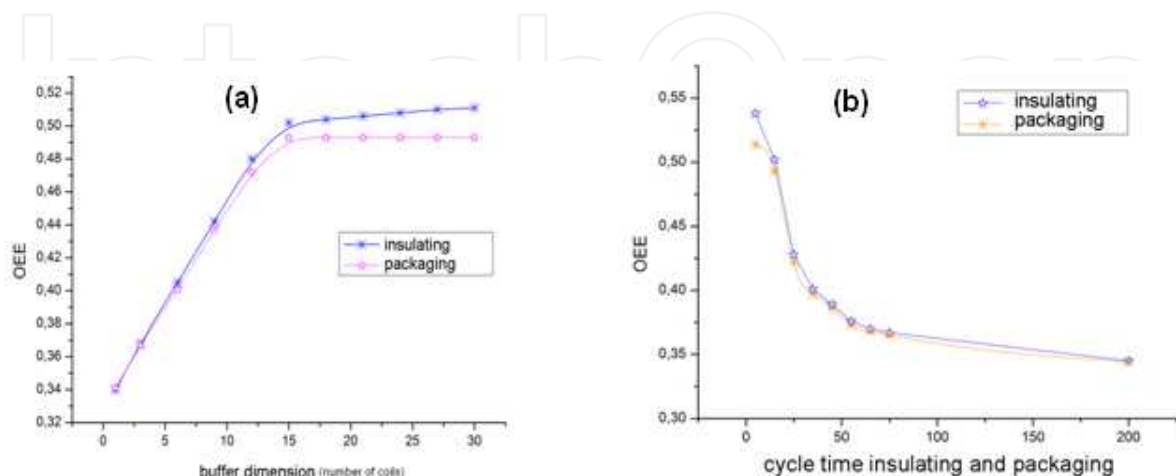 (a)
0,52
0,50
0,48
0,46
0,44
0,42
0,40
0,38
0,36
0,34
0,32
OEE
insulating
packaging
0 5 10 15 20 25 30
buffer dimension (number of coils)
(b)
0,55
0,50
0,45
0,40
0,35
0,30
OEE
insulating
packaging
0 50 100 150 200
cycle time insulating and packaging